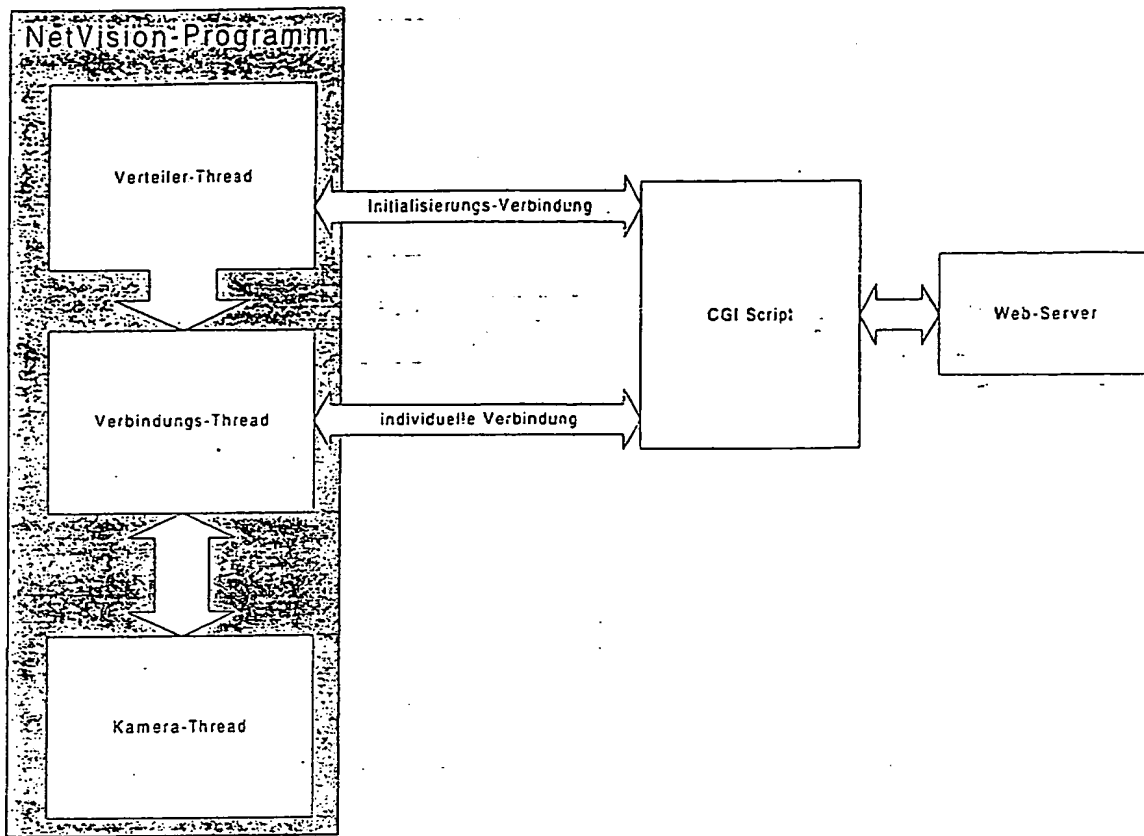 NetVision-Programm
Verteiler-Thread
Initialisierungs-Verbindung
CGI Script
Web-Server
Verbindungs-Thread
individuelle Verbindung
Kamera-Thread